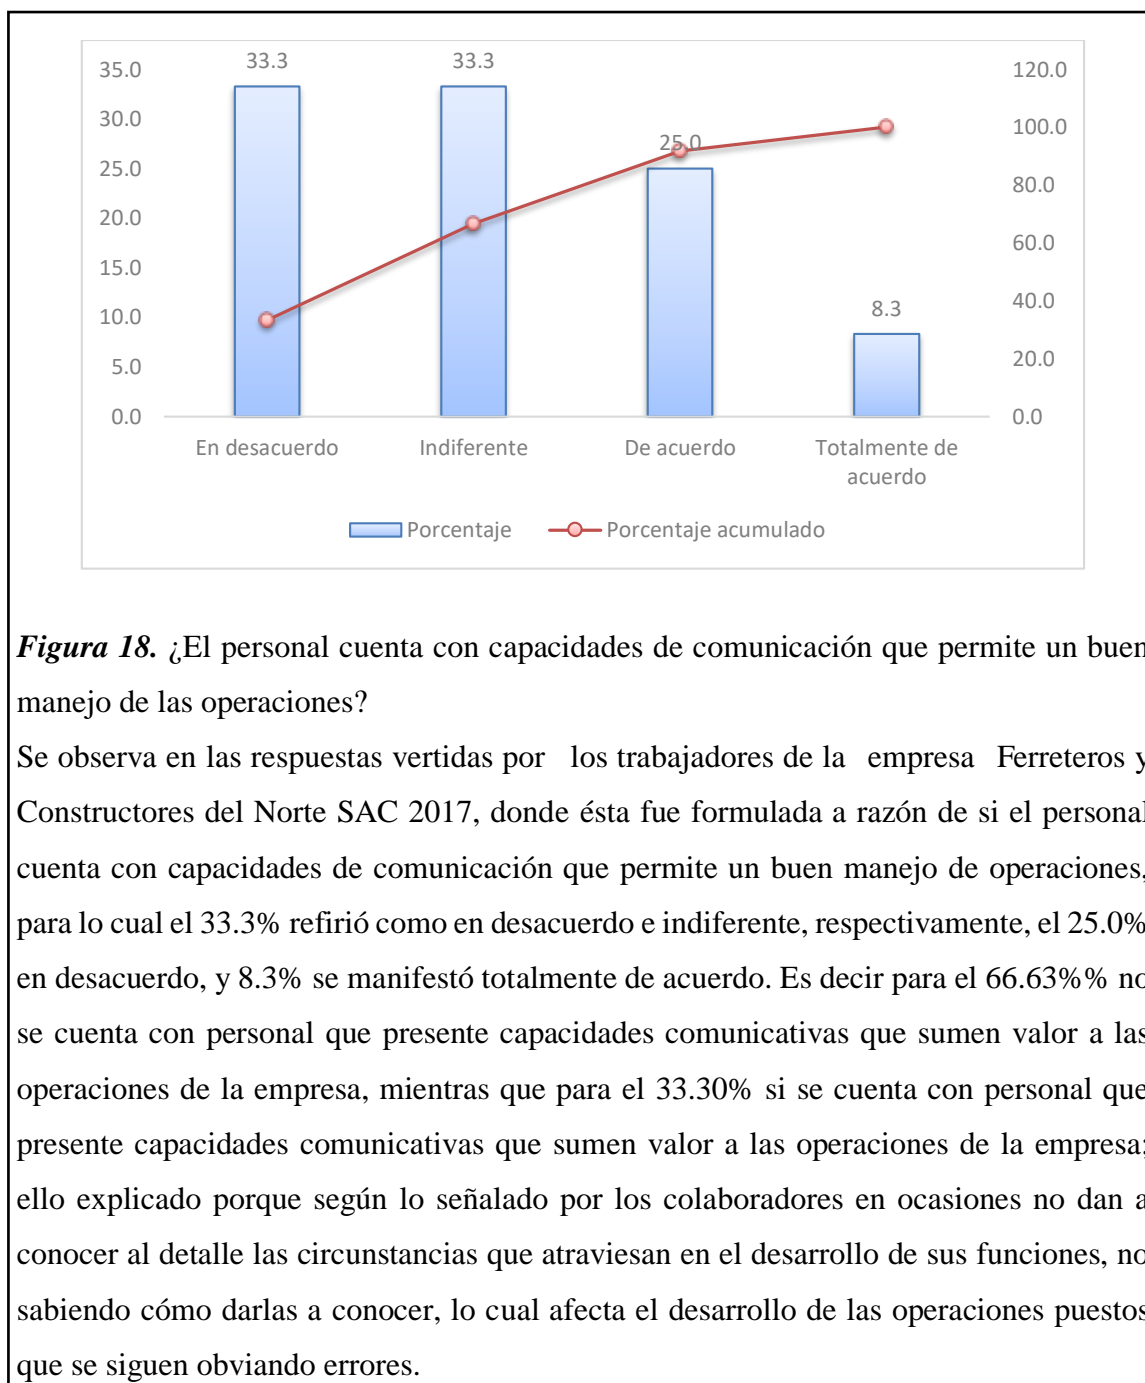 33.3
33.3
35.0
120.0
30.0
100.0
25.0
25.0
80.0
20.0
60.0
15.0
40.0
10.0
8.3
20.0
5.0
0.0
0.0
En desacuerdo
Indiferente
De acuerdo
Totalmente de
acuerdo
Porcentaje
Porcentaje acumulado
Figura 18. ¿El personal cuenta con capacidades de comunicación que permite un buen
manejo de las operaciones?
Se observa en las respuestas vertidas por los trabajadores de la empresa Ferreteros y
Constructores del Norte SAC 2017, donde ésta fue formulada a razón de si el personal
cuenta con capacidades de comunicación que permite un buen manejo de operaciones,
para lo cual el 33.3% refirió como en desacuerdo e indiferente, respectivamente, el 25.0%
en desacuerdo, y 8.3% se manifestó totalmente de acuerdo. Es decir para el 66.63%% no
se cuenta con personal que presente capacidades comunicativas que sumen valor a las
operaciones de la empresa, mientras que para el 33.30% si se cuenta con personal que
presente capacidades comunicativas que sumen valor a las operaciones de la empresa;
ello explicado porque según lo señalado por los colaboradores en ocasiones no dan a
conocer al detalle las circunstancias que atraviesan en el desarrollo de sus funciones, no
sabiendo cómo darlas a conocer, lo cual afecta el desarrollo de las operaciones puestos
que se siguen obviando errores.